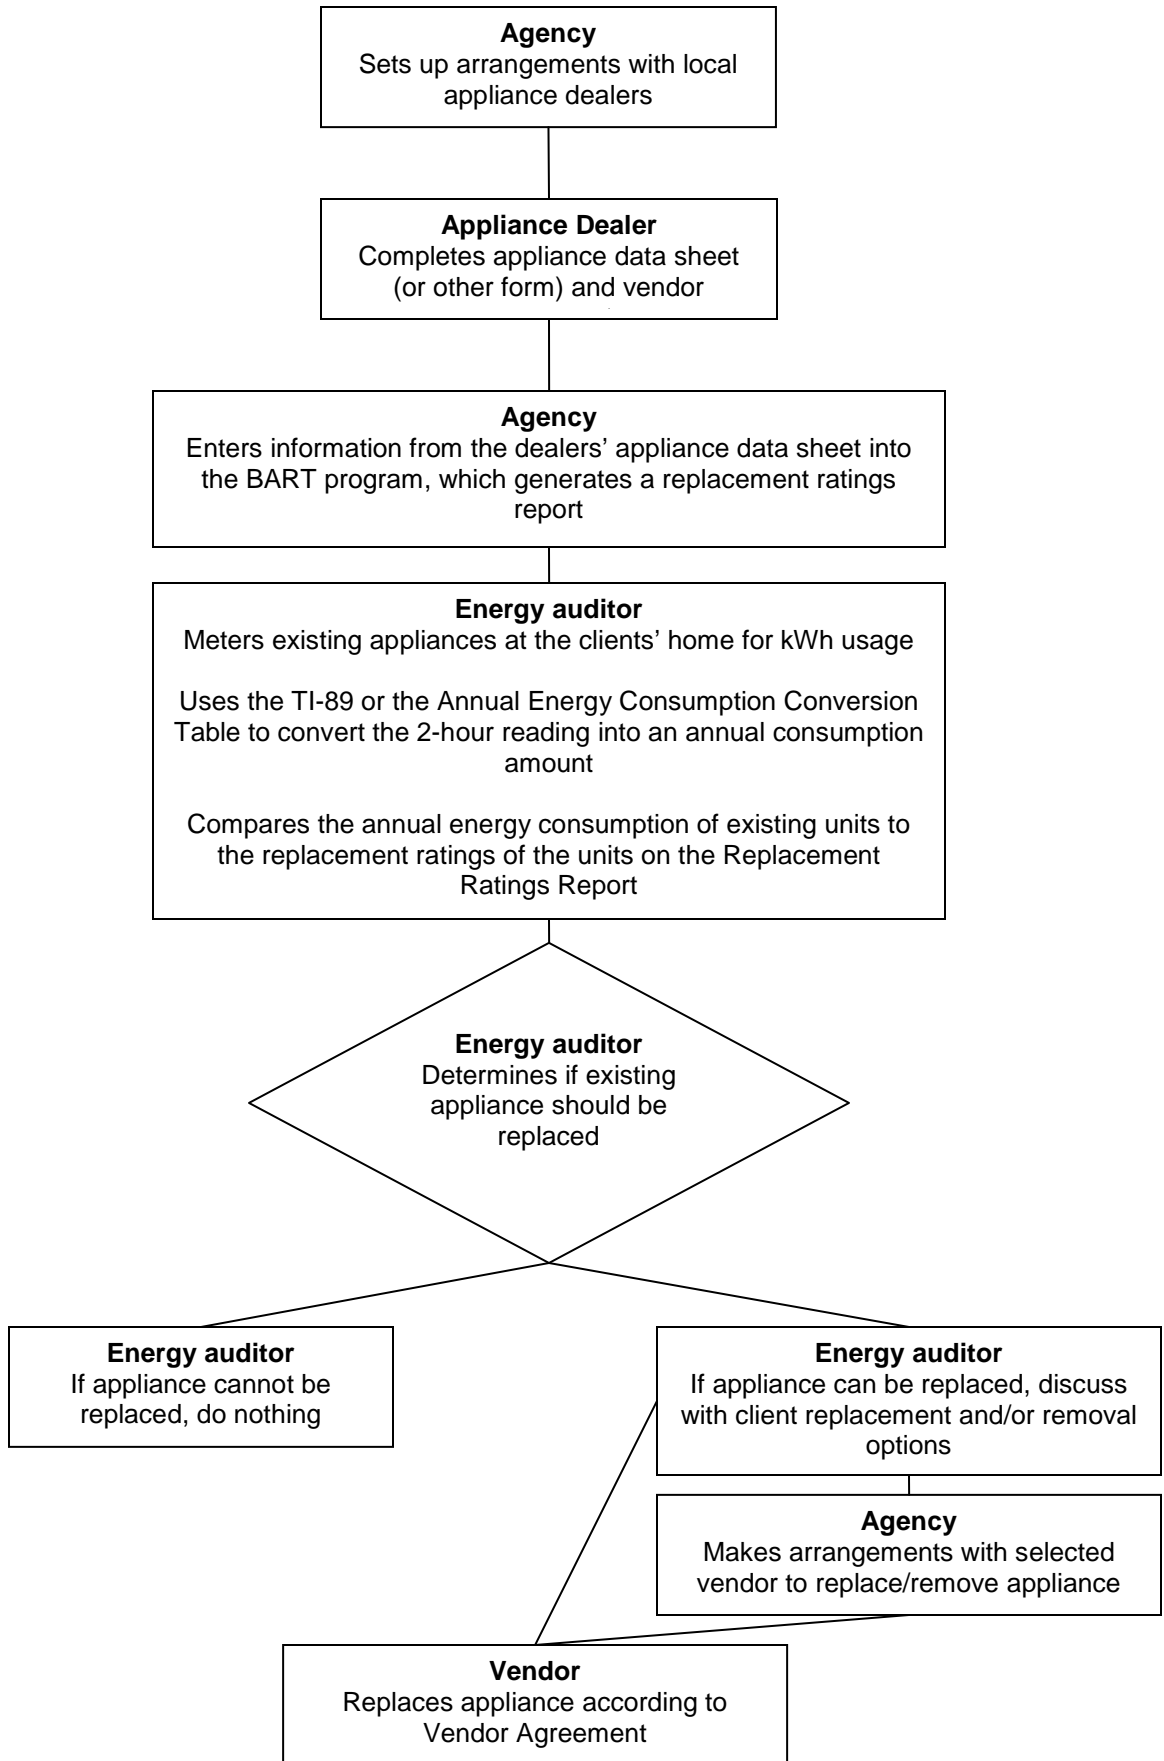 Agency
Sets up arrangements with local
appliance dealers
Appliance Dealer
Completes appliance data sheet
(or other form) and vendor
Agency
Enters information from the dealers’ appliance data sheet into
the BART program, which generates a replacement ratings
report
Energy auditor
Meters existing appliances at the clients’ home for kWh usage
Uses the TI-89 or the Annual Energy Consumption Conversion
Table to convert the 2-hour reading into an annual consumption
amount
Compares the annual energy consumption of existing units to
the replacement ratings of the units on the Replacement
Ratings Report
Energy auditor
Determines if existing
appliance should be
replaced
Energy auditor
If appliance cannot be
replaced, do nothing
Energy auditor
If appliance can be replaced, discuss
with client replacement and/or removal
options
Agency
Makes arrangements with selected
vendor to replace/remove appliance
Vendor
Replaces appliance according to
Vendor Agreement